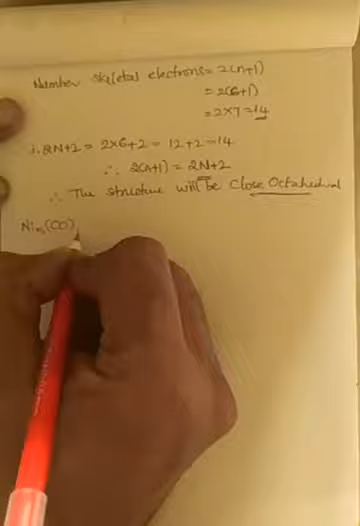 Number skeletal electrons = 2(n+1)
= 2(6+1)
= 2×7 = 14
∴ 2N+2 = 2×6+2 = 12+2 = 14
∴ 2(n+1) = 2N+2
∴ The structure will be Close Octahedral
(CO)